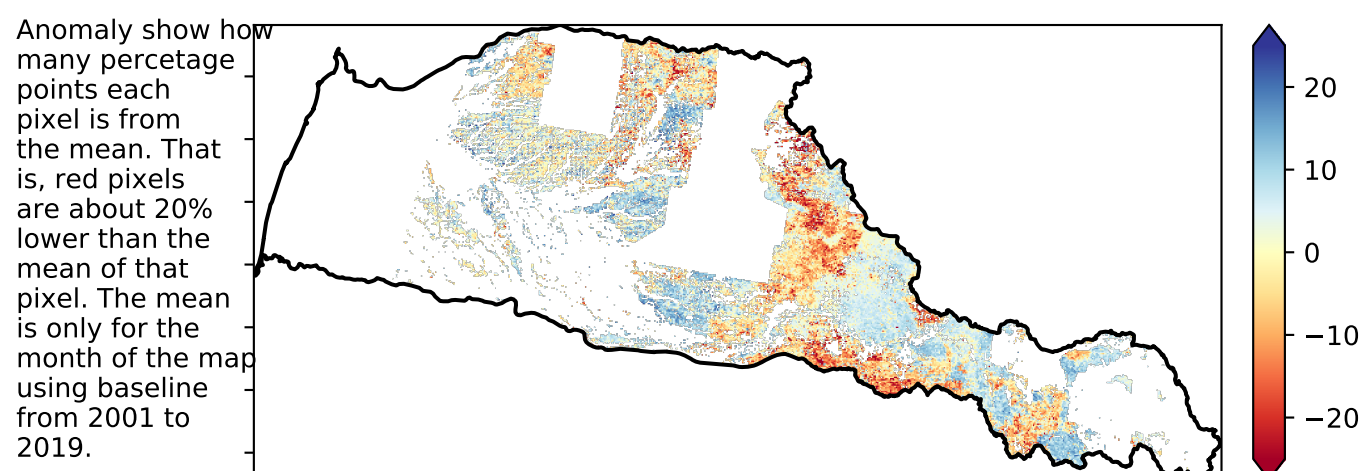 Anomaly show how
many percetage
points each
pixel is from
the mean. That
is, red pixels
are about 20%
lower than the
mean of that
pixel. The mean
is only for the
month of the map
using baseline
from 2001 to
2019.
20
10
0
−10
−20